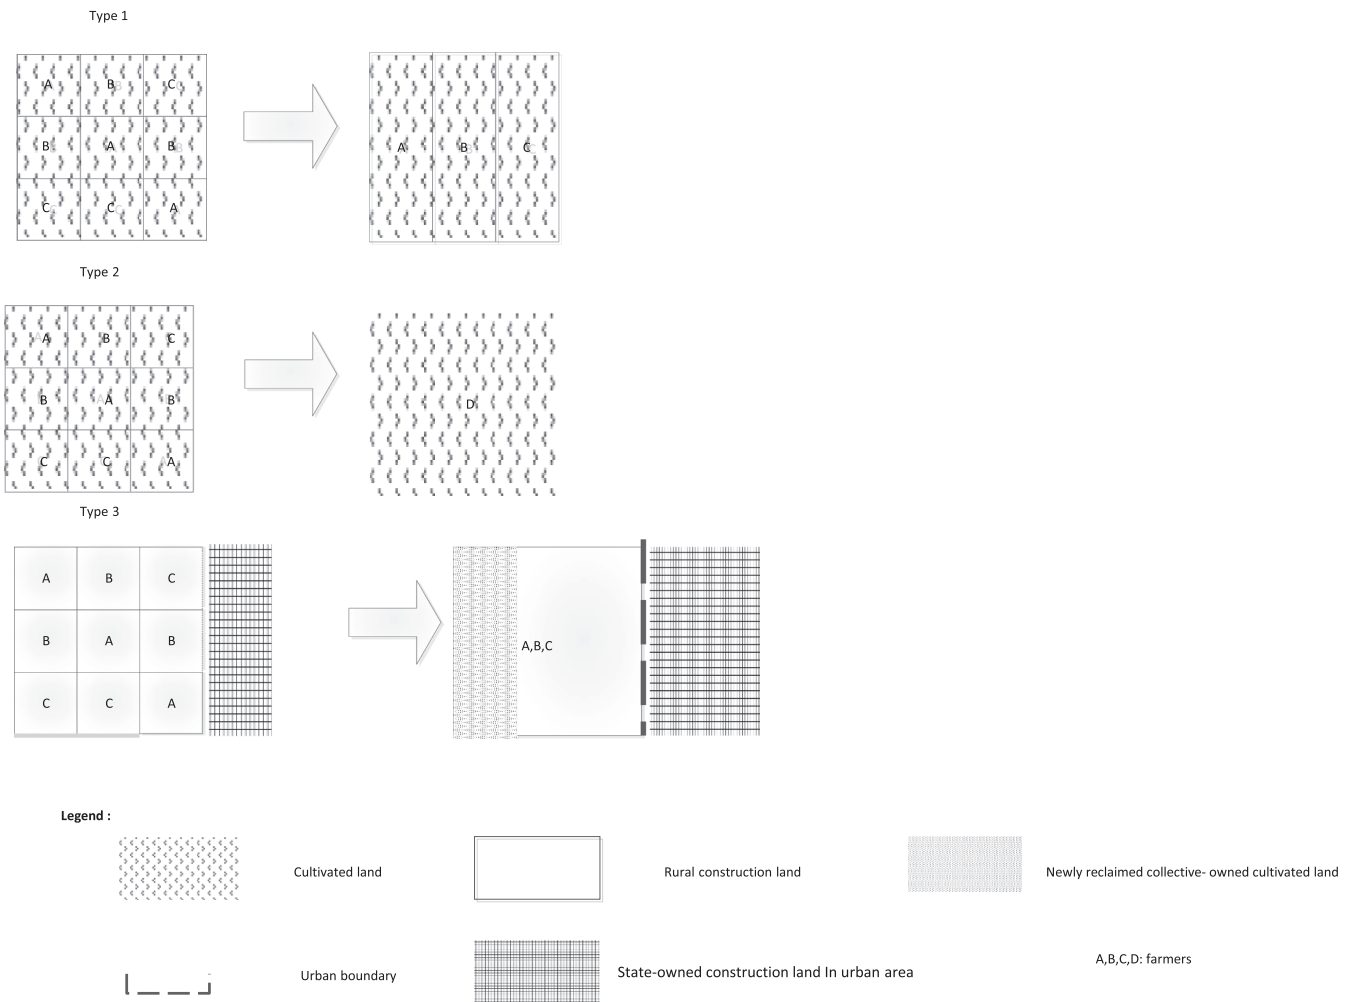 Type 1
A B C
B A B
C C A
A B C
Type 2
A B C
B A B
C C A
D
Type 3
A B C
B A B
C C A
A,B,C
Legend :
Cultivated land
Rural construction land
Newly reclaimed collective- owned cultivated land
Urban boundary
State-owned construction land In urban area
A,B,C,D: farmers